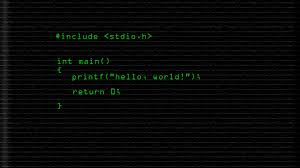 #include <stdio.h>
int main()
{
printf("hello, world!");
return 0;
}